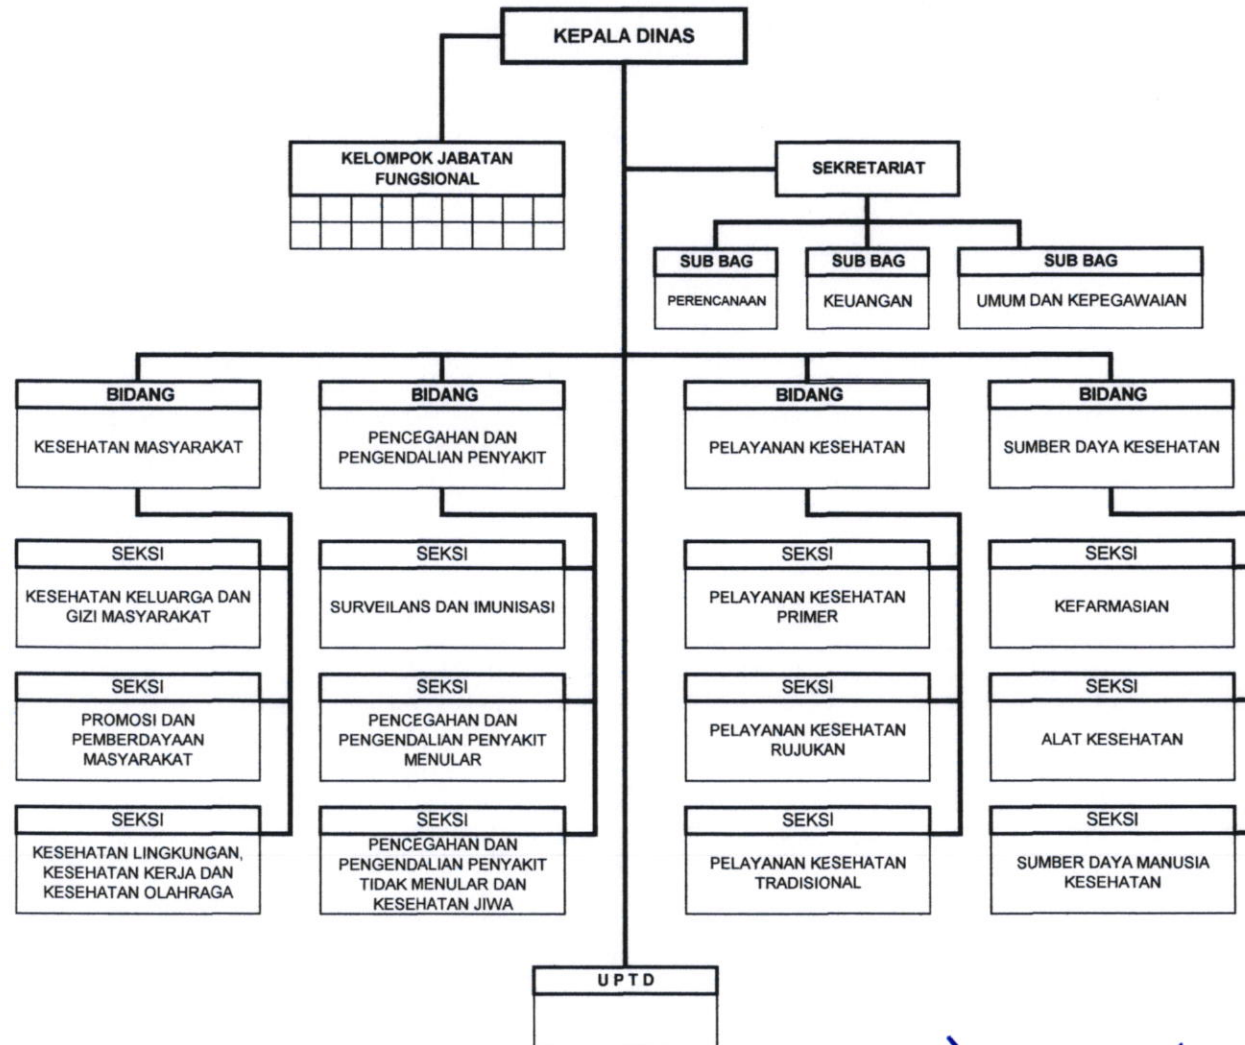 KEPALA DINAS
KELOMPOK JABATAN
FUNGSIONAL
SEKRETARIAT
SUB BAG
PERENCANAAN
SUB BAG
KEUANGAN
SUB BAG
UMUM DAN KEPEGAWAIAN
BIDANG
KESEHATAN MASYARAKAT
BIDANG
PENCEGAHAN DAN
PENGENDALIAN PENYAKIT
BIDANG
PELAYANAN KESEHATAN
BIDANG
SUMBER DAYA KESEHATAN
SEKSI
KESEHATAN KELUARGA DAN
GIZI MASYARAKAT
SEKSI
SURVEILANS DAN IMUNISASI
SEKSI
PELAYANAN KESEHATAN
PRIMER
SEKSI
KEFARMASIAN
SEKSI
PROMOSI DAN
PEMBERDAYAAN
MASYARAKAT
SEKSI
PENCEGAHAN DAN
PENGENDALIAN PENYAKIT
MENULAR
SEKSI
PELAYANAN KESEHATAN
RUJUKAN
SEKSI
ALAT KESEHATAN
SEKSI
KESEHATAN LINGKUNGAN,
KESEHATAN KERJA DAN
KESEHATAN OLAHRAGA
SEKSI
PENCEGAHAN DAN
PENGENDALIAN PENYAKIT
TIDAK MENULAR DAN
KESEHATAN JIWA
SEKSI
PELAYANAN KESEHATAN
TRADISIONAL
SEKSI
SUMBER DAYA MANUSIA
KESEHATAN
U P T D